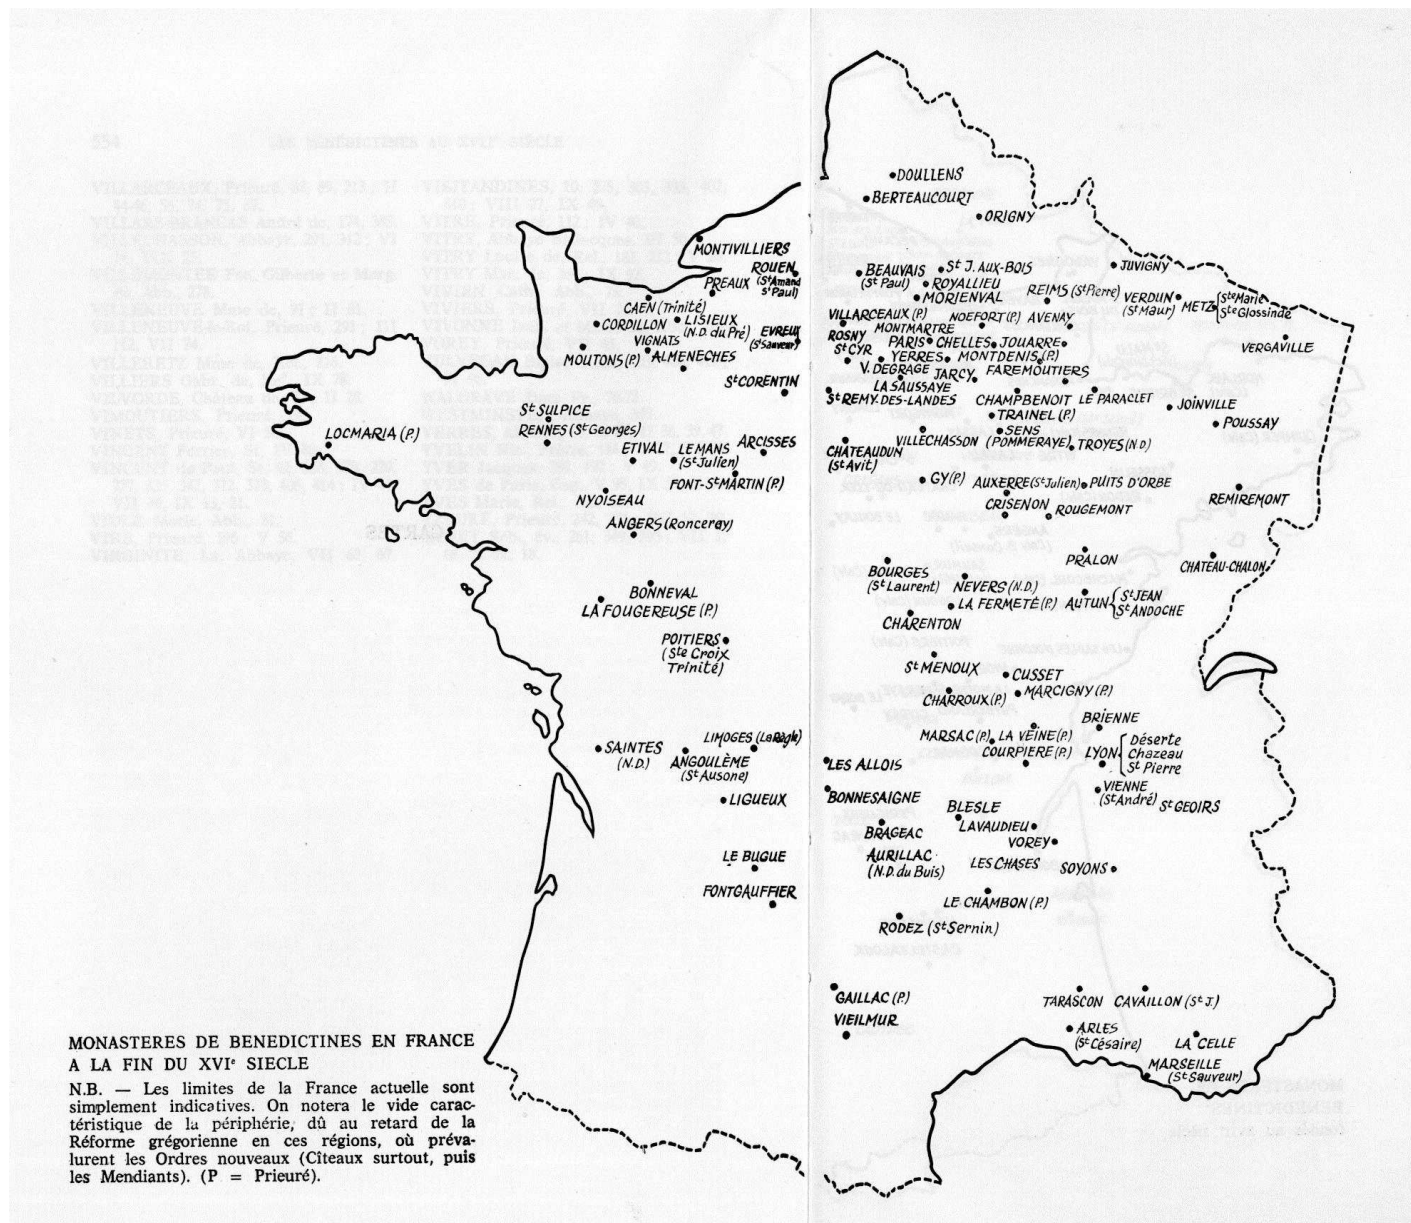 DOULLENS
BERTEAUCOURT
ORIGNY
MONTIVILLIERS
ROUEN
(St Amand
St Paul)
PREAUX
BEAUVAIS
(St Paul)
St J. AUX-BOIS
ROYALLIEU
MORIENVAL
JUVIGNY
REIMS (St Pierre)
VERDUN
(St Maur)
METZ
Ste Marie
Ste Glossinde
CAEN (Trinité)
CORDILLON
LISIEUX
(N.D. du Pré)
EVREUX
(St Sauveur)
VILLARCEAUX (P.)
NOEFORT (P.)
AVENAY
ROSNY
MONTMARTRE
PARIS
CHELLES
JOUARRE
VERGAVILLE
MOUTONS (P.)
VIGNATS
ALMENECHES
St CYR
YERRES
MONTDENIS (P.)
V. DEGRAGE
JARCY
FAREMOUTIERS
St CORENTIN
LA SAUSSAYE
St REMY-DES-LANDES
CHAMPBENOIT
LE PARACLET
JOINVILLE
St SULPICE
RENNES (St Georges)
TRAINEL (P.)
POUSSAY
LOCMARIA (P.)
ETIVAL
LE MANS
(St Julien)
ARCISSES
VILLECHASSON
SENS
(POMMERAYE)
TROYES (N.D)
CHATEAUDUN
(St Avit)
FONT-St MARTIN (P.)
GY (P.)
AUXERRE (St Julien)
PUITS D'ORBE
NYOISEAU
CRISENON
ROUGEMONT
REMIREMONT
ANGERS (Ronceray)
PRALON
CHATEAU-CHALON
BOURGES
(St Laurent)
NEVERS (N.D.)
BONNEVAL
LA FOUGEREUSE (P.)
LA FERMETÉ (P.)
AUTUN
St JEAN
St ANDOCHE
CHARENTON
POITIERS
(Ste Croix
Trinité)
St MENOUX
CUSSET
CHARROUX (P.)
MARCIGNY (P.)
BRIENNE
SAINTES
(N.D.)
LIMOGES (La Règle)
ANGOULÈME
(St Ausone)
MARSAC (P.)
LA VEINE (P.)
COURPIERE (P.)
LYON
Déserte
Chazeau
St Pierre
LES ALLOIS
LIGUEUX
BONNESAIGNE
VIENNE
(St André)
St GEOIRS
BLESLE
LAVAUDIEU
BRAGEAC
VOREY
LE BUGUE
AURILLAC
(N.D. du Buis)
LES CHASES
SOYONS
FONTGAUFFIER
LE CHAMBON (P.)
RODEZ (St Sernin)
GAILLAC (P.)
TARASCON
CAVAILLON (St J.)
VIEILMUR
ARLES
(St Césaire)
LA CELLE
MARSEILLE
(St Sauveur)
MONASTERES DE BENEDICTINES EN FRANCE
A LA FIN DU XVIe SIECLE
N.B. — Les limites de la France actuelle sont
simplement indicatives. On notera le vide carac-
téristique de la périphérie, dû au retard de la
Réforme grégorienne en ces régions, où préva-
lurent les Ordres nouveaux (Cîteaux surtout, puis
les Mendiants). (P = Prieuré).